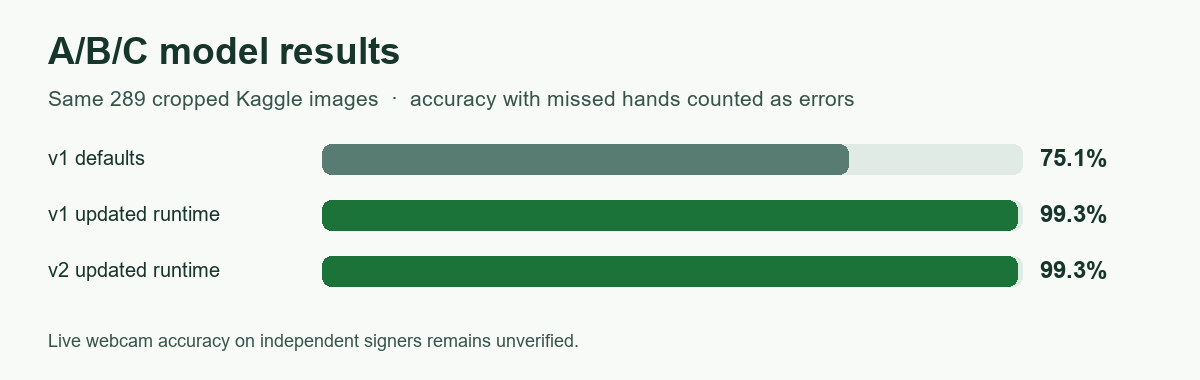 A/B/C model results
Same 289 cropped Kaggle images · accuracy with missed hands counted as errors
v1 defaults 75.1%
v1 updated runtime 99.3%
v2 updated runtime 99.3%
Live webcam accuracy on independent signers remains unverified.